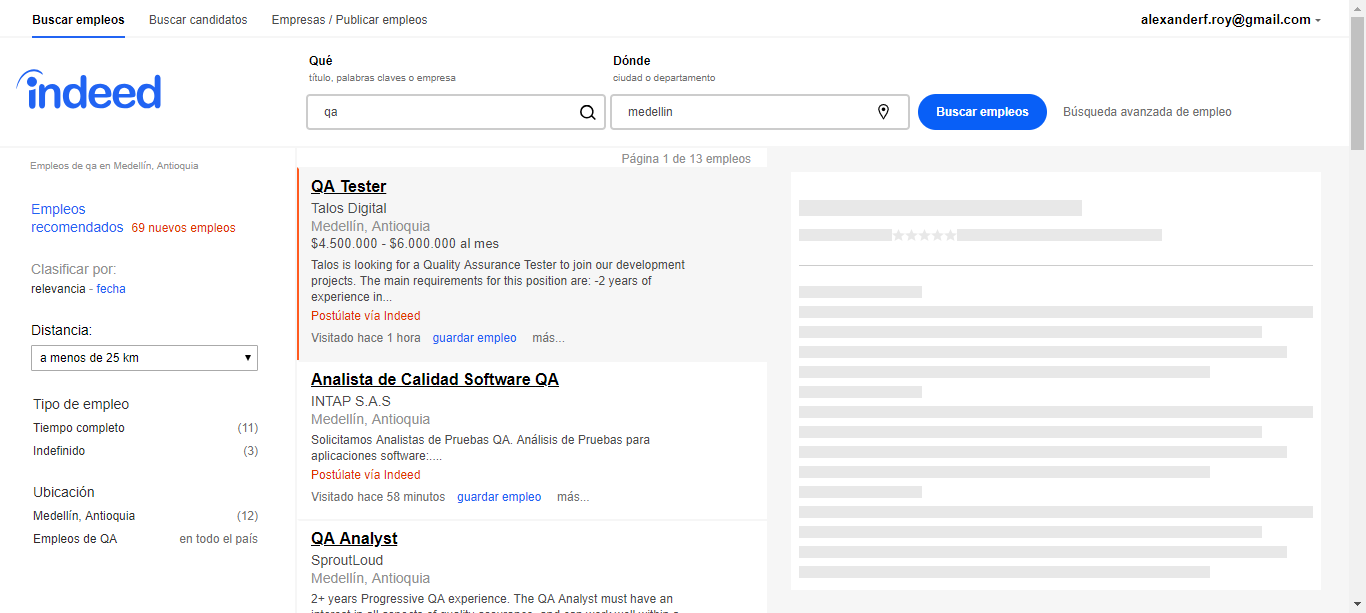 Buscar empleos Buscar candidatos Empresas / Publicar empleos alexanderf.roy@gmail.com
indeed
Qué Dónde
título, palabras claves o empresa ciudad o departamento
qa medellin Buscar empleos Búsqueda avanzada de empleo
Empleos de qa en Medellín, Antioquia
Empleos
recomendados 69 nuevos empleos
Clasificar por:
relevancia - fecha
Distancia:
a menos de 25 km
Tipo de empleo
Tiempo completo (11)
Indefinido (3)
Ubicación
Medellín, Antioquia (12)
Empleos de QA en todo el país
Página 1 de 13 empleos
QA Tester
Talos Digital
Medellín, Antioquia
$4.500.000 - $6.000.000 al mes
Talos is looking for a Quality Assurance Tester to join our development
projects. The main requirements for this position are: -2 years of
experience in...
Postúlate vía Indeed
Visitado hace 1 hora guardar empleo más...
Analista de Calidad Software QA
INTAP S.A.S
Medellín, Antioquia
Solicitamos Analistas de Pruebas QA. Análisis de Pruebas para
aplicaciones software:....
Postúlate vía Indeed
Visitado hace 58 minutos guardar empleo más...
QA Analyst
SproutLoud
Medellín, Antioquia
2+ years Progressive QA experience. The QA Analyst must have an